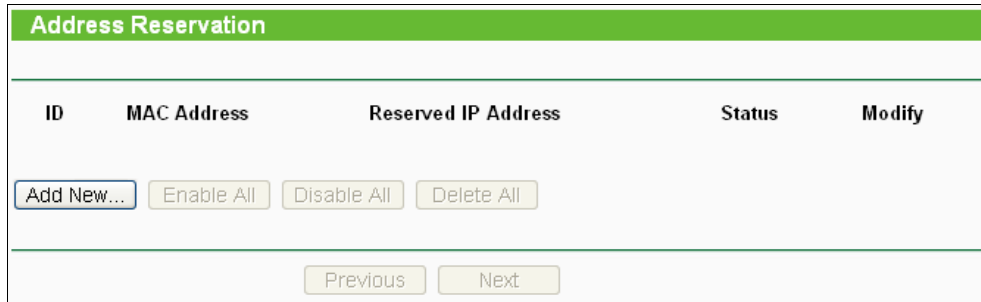 Address Reservation
ID MAC Address Reserved IP Address Status Modify
Add New... Enable All Disable All Delete All
Previous Next